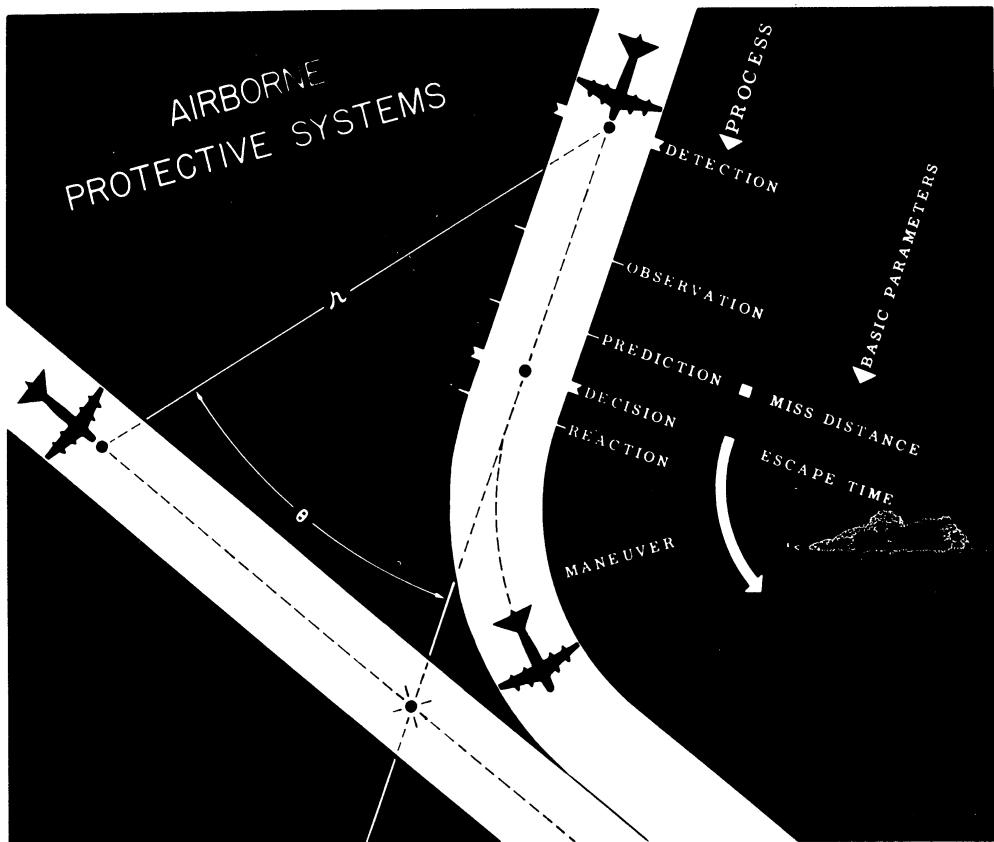 AIRBORNE
PROTECTIVE SYSTEMS
PROCESS
DETECTION
BASIC PARAMETERS
OBSERVATION
r
PREDICTION
MISS DISTANCE
DECISION
REACTION
ESCAPE TIME
θ
MANEUVER